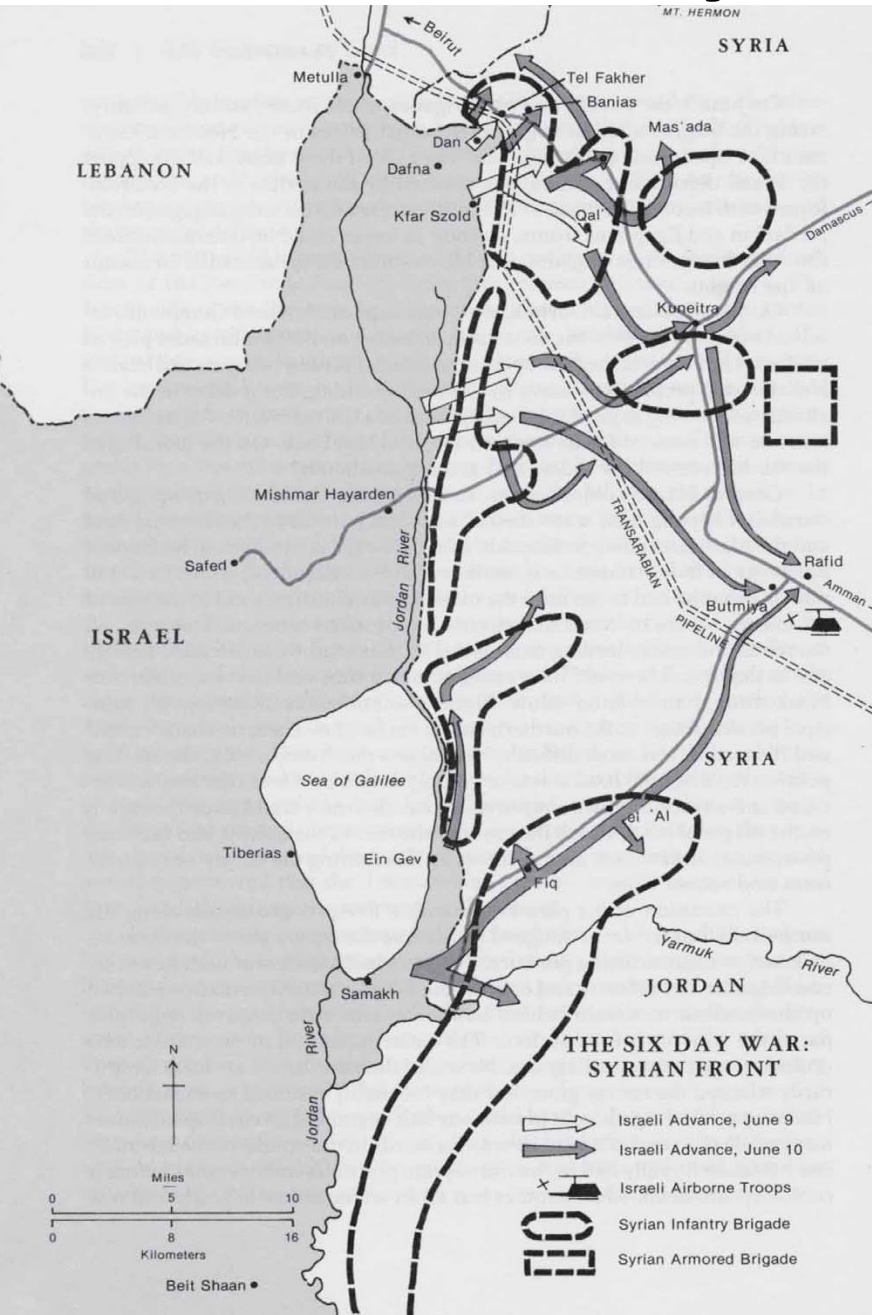 MT. HERMON
SYRIA
Beirut
Metulla
Tel Fakher
Banias
Mas'ada
Dan
Dafna
LEBANON
Kfar Szold
Qal
Damascus
Kuneitra
Mishmar Hayarden
Jordan River
TRANSARABIAN
PIPELINE
Safed
Rafid
Amman
Butmiya
ISRAEL
SYRIA
Sea of Galilee
'Al
Tiberias
Ein Gev
Fiq
Yarmuk River
Samakh
JORDAN
Jordan River
N
THE SIX DAY WAR:
SYRIAN FRONT
Israeli Advance, June 9
Israeli Advance, June 10
Israeli Airborne Troops
Syrian Infantry Brigade
Syrian Armored Brigade
Miles
0 5 10
0 8 16
Kilometers
Beit Shaan